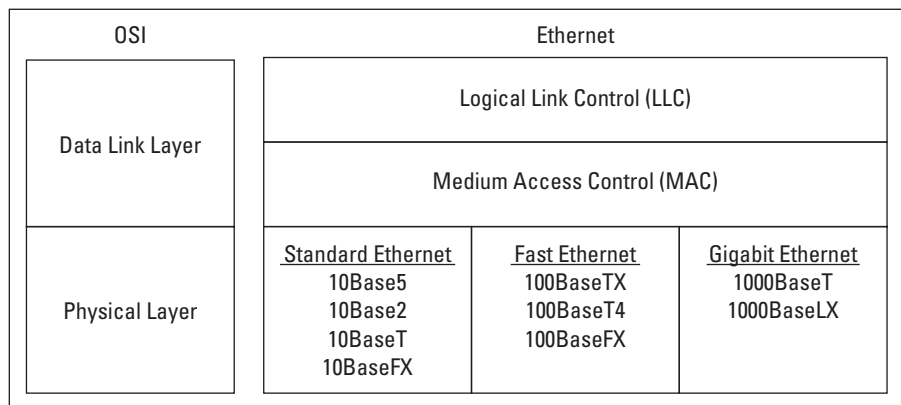 OSI
Ethernet
Data Link Layer
Logical Link Control (LLC)
Medium Access Control (MAC)
Physical Layer
Standard Ethernet
10Base5
10Base2
10BaseT
10BaseFX
Fast Ethernet
100BaseTX
100BaseT4
100BaseFX
Gigabit Ethernet
1000BaseT
1000BaseLX